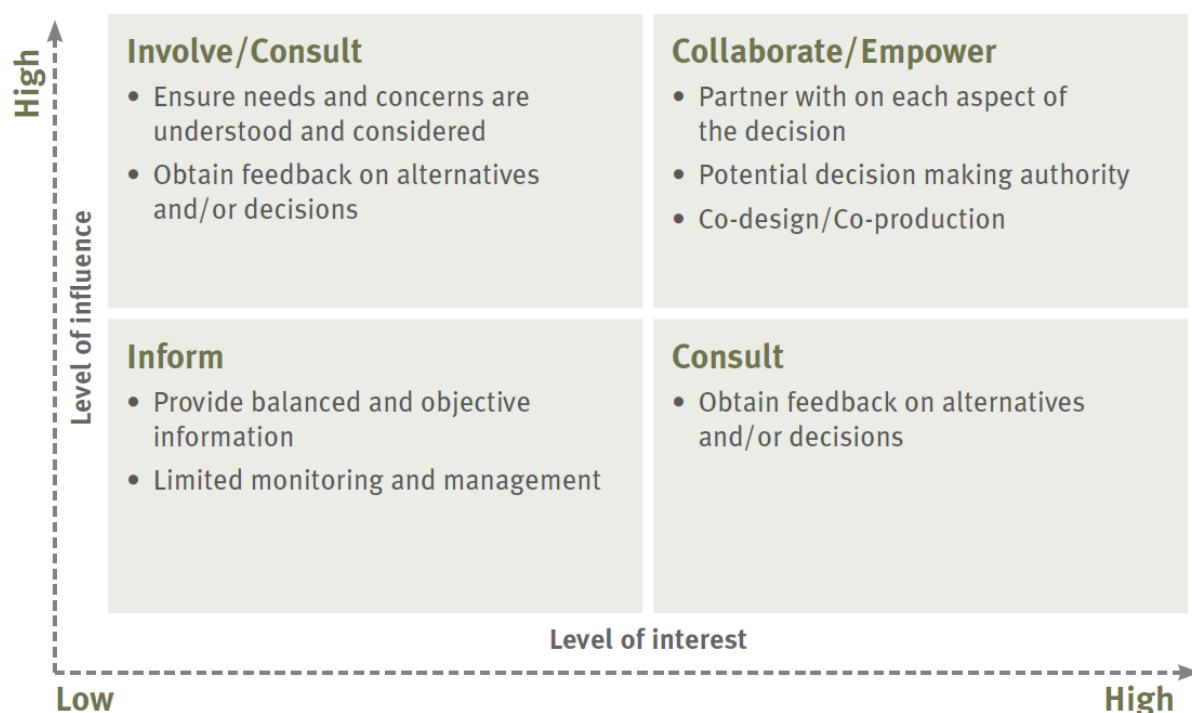 High
Level of influence
Involve/Consult
• Ensure needs and concerns are
understood and considered
• Obtain feedback on alternatives
and/or decisions
Collaborate/Empower
• Partner with on each aspect of
the decision
• Potential decision making authority
• Co-design/Co-production
Inform
• Provide balanced and objective
information
• Limited monitoring and management
Consult
• Obtain feedback on alternatives
and/or decisions
Level of interest
Low
High